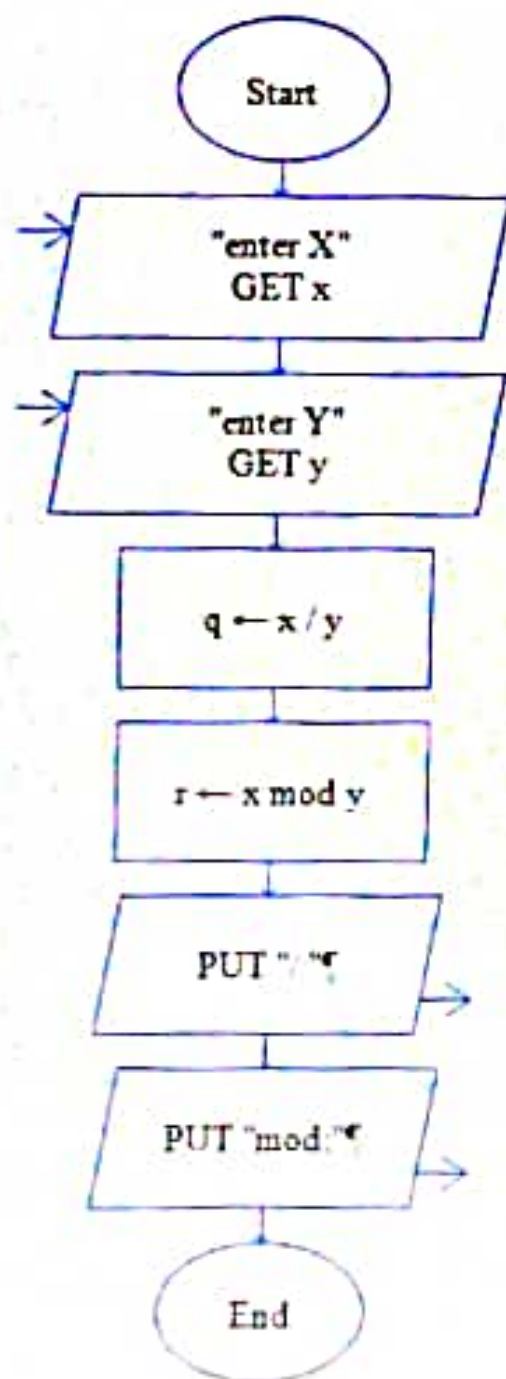 Start
"enter X"
GET x
"enter Y"
GET y
q ← x / y
r ← x mod y
PUT "/ "¶
PUT "mod:"¶
End